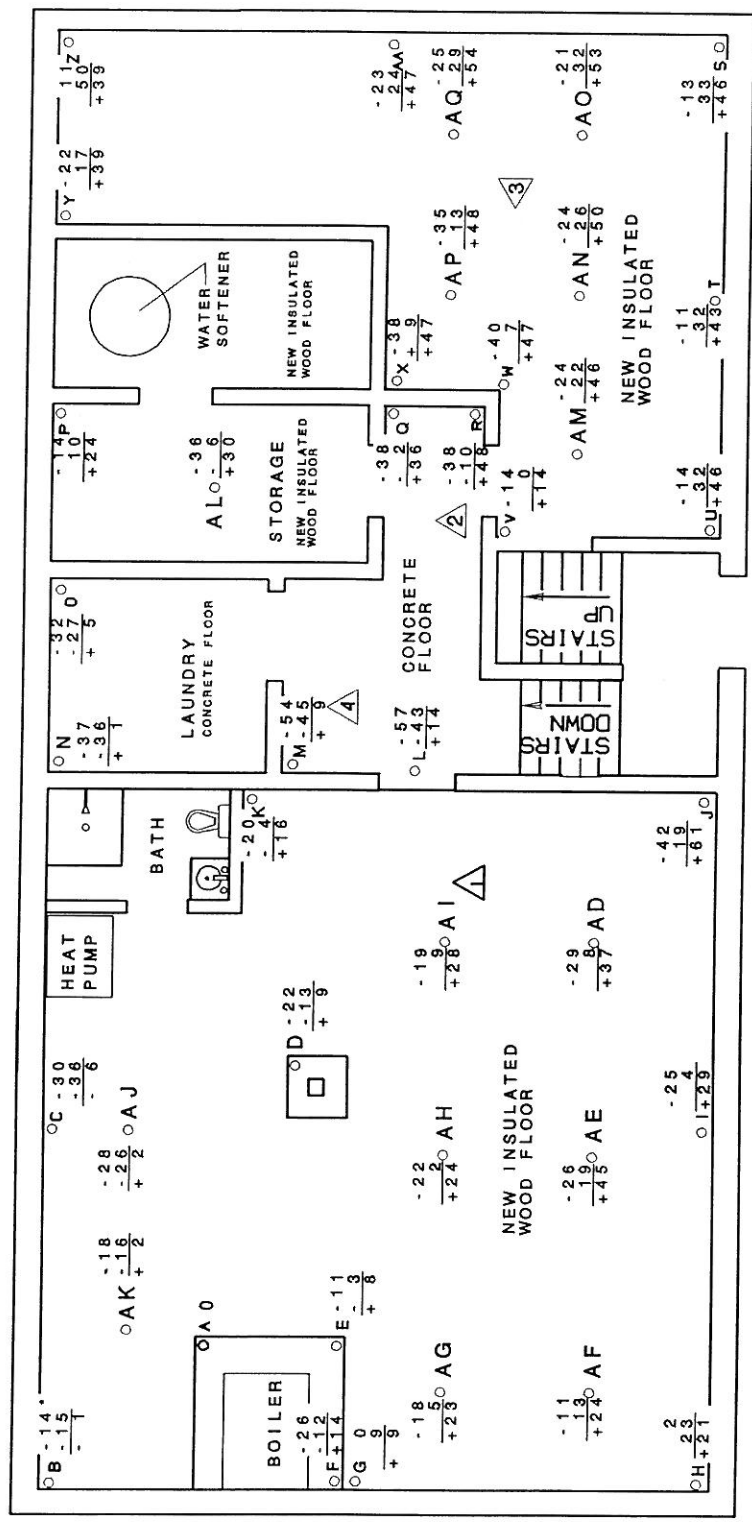 B
-14*
-15
- 1
C
-30
-36
- 6
HEAT
PUMP
BATH
N
-37
-36
+ 1
O
-32
-27
+ 5
P
-14
-10
+24
Y
-22
17
+39
Z
11
50
+39
AK
-18
-16
+ 2
AJ
-28
-26
+ 2
LAUNDRY
CONCRETE FLOOR
AL
-36
- 6
+30
STORAGE
NEW INSULATED
WOOD FLOOR
WATER
SOFTENER
NEW INSULATED
WOOD FLOOR
A 0
BOILER
E
-11
- 3
+ 8
F
-26
-12
+14
G
0
9
+ 9
D
-22
-13
+ 9
K
-20
- 4
+16
M
-54
-45
+ 9
4
L
-57
-43
+14
CONCRETE
FLOOR
2
Q
-38
- 2
+36
R
-38
-10
+48
X
-38
+ 9
+47
W
-40
7
+47
V
-14
0
+14
AA
-23
24
+47
AG
-18
5
+23
AH
-22
2
+24
AI
-19
9
+28
1
AP
-35
13
+48
AQ
-25
29
+54
3
NEW INSULATED
WOOD FLOOR
STAIRS
DOWN
STAIRS
UP
AF
-11
13
+24
AE
-26
19
+45
AD
-29
8
+37
AM
-24
22
+46
AN
-24
26
+50
AO
-21
32
+53
NEW INSULATED
WOOD FLOOR
H
2
23
+21
I
-25
4
+29
J
-42
19
+61
U
-14
32
+46
T
-11
32
+43
S
-13
33
+46